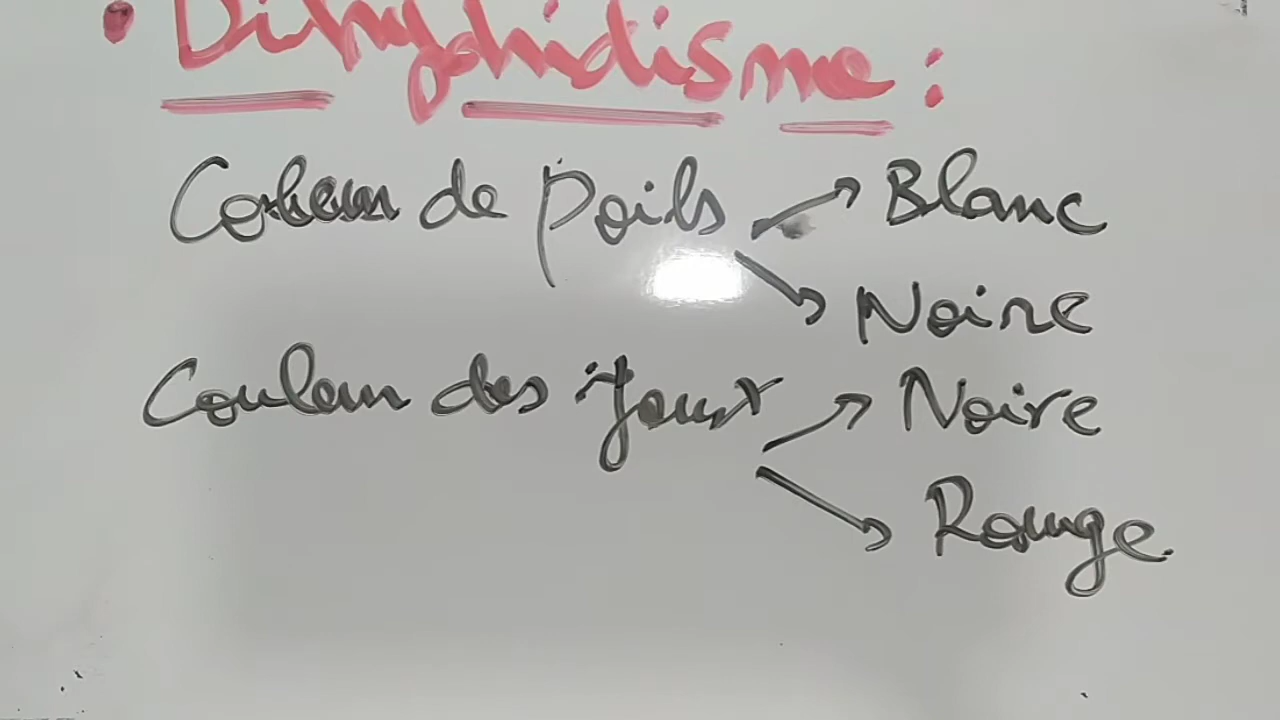 • Dihybridisme :
Couleur de poils → Blanc
→ Noire
Couleur des yeux → Noire
→ Rouge.